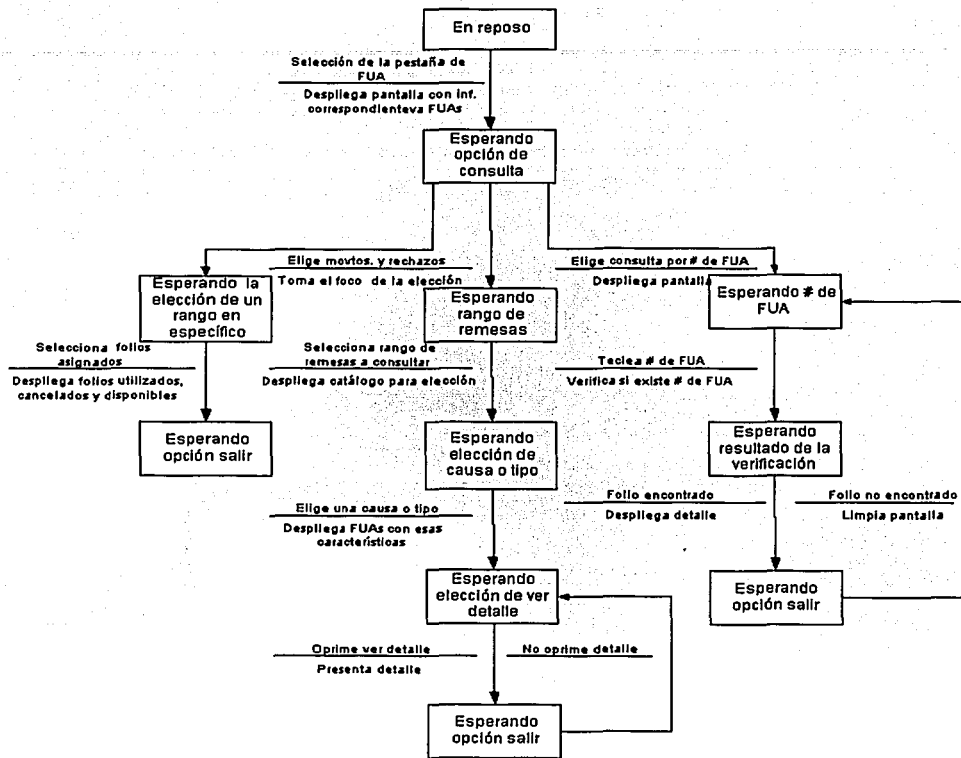 En reposo
Selección de la pestaña de
FUA
Despliega pantalla con inf.
correspondienteva FUAs
Esperando
opción de
consulta
Elige movtos. y rechazos
Toma el foco de la elección
Elige consulta por # de FUA
Despliega pantalla
Esperando la
elección de un
rango en
específico
Esperando
rango de
remesas
Esperando # de
FUA
Selecciona folios
asignados
Despliega folios utilizados,
cancelados y disponibles
Selecciona rango de
remesas a consultar
Despliega catálogo para elección
Teclea # de FUA
Verifica si existe # de FUA
Esperando
opción salir
Esperando
elección de
causa o tipo
Esperando
resultado de la
verificación
Elige una causa o tipo
Despliega FUAs con esas
características
Folio encontrado
Despliega detalle
Folio no encontrado
Limpia pantalla
Esperando
elección de ver
detalle
Esperando
opción salir
Oprime ver detalle
Presenta detalle
No oprime detalle
Esperando
opción salir